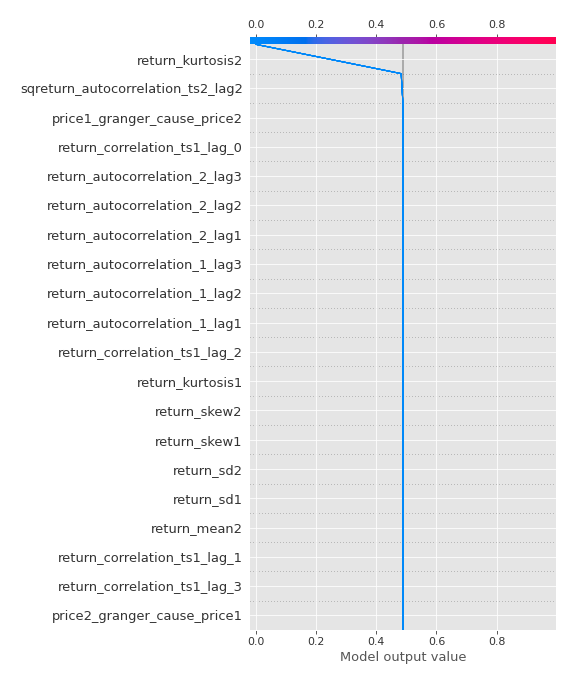 0.0 0.2 0.4 0.6 0.8
return_kurtosis2
sqreturn_autocorrelation_ts2_lag2
price1_granger_cause_price2
return_correlation_ts1_lag_0
return_autocorrelation_2_lag3
return_autocorrelation_2_lag2
return_autocorrelation_2_lag1
return_autocorrelation_1_lag3
return_autocorrelation_1_lag2
return_autocorrelation_1_lag1
return_correlation_ts1_lag_2
return_kurtosis1
return_skew2
return_skew1
return_sd2
return_sd1
return_mean2
return_correlation_ts1_lag_1
return_correlation_ts1_lag_3
price2_granger_cause_price1
0.0 0.2 0.4 0.6 0.8
Model output value